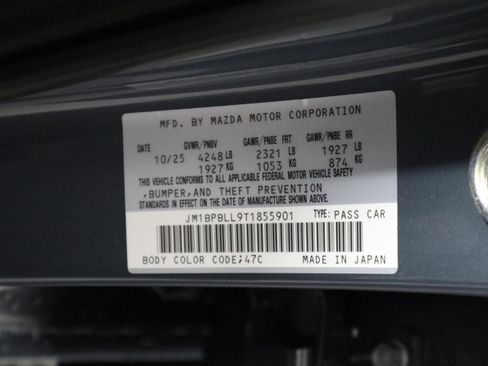 MFD. BY MAZDA MOTOR CORPORATION
DATE GVWR/PNBV GAWR/PNBE FRT GAWR/PNBE RR
10/25 4248 LB 2321 LB 1927 LB
1927 KG 1053 KG 874 KG
THIS VEHICLE CONFORMS TO ALL APPLICABLE FEDERAL MOTOR VEHICLE SAFETY
,BUMPER,AND THEFT PREVENTION
STANDARDS IN EFFECT ON THE DATE OF MANUFACTURE SHOWN ABOVE.
JM1BPBLL9T1855901 TYPE: PASS CAR
BODY COLOR CODE;47C MADE IN JAPAN